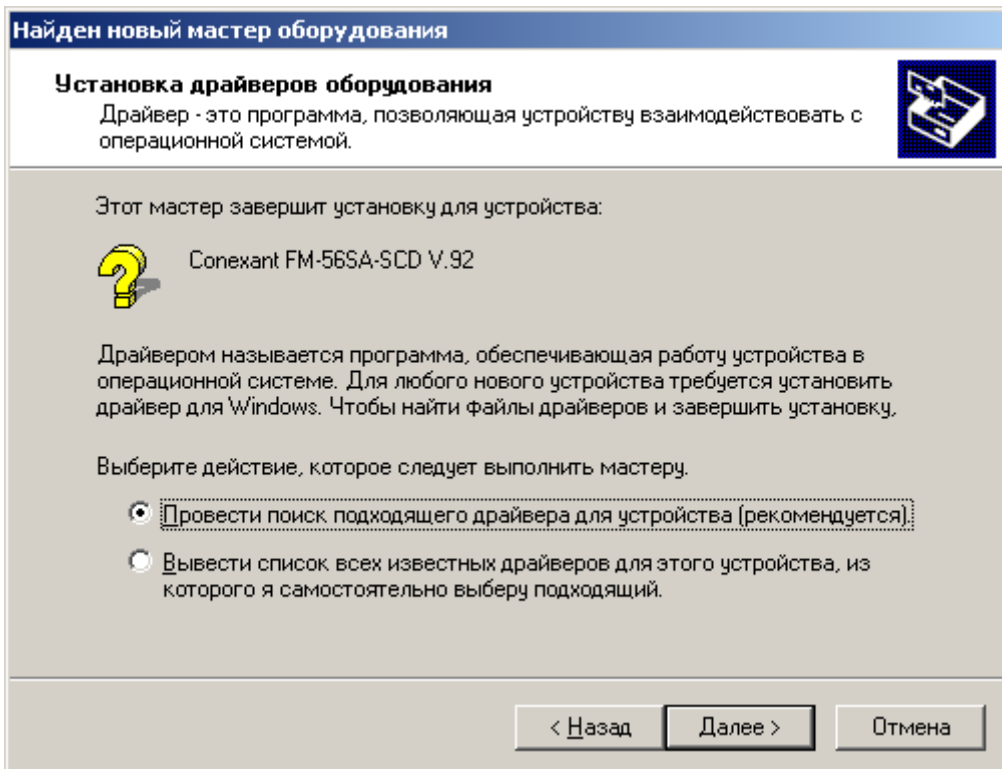 Найден новый мастер оборудования
Установка драйверов оборудования
Драйвер - это программа, позволяющая устройству взаимодействовать с
операционной системой.
Этот мастер завершит установку для устройства:
Conexant FM-56SA-SCD V.92
Драйвером называется программа, обеспечивающая работу устройства в
операционной системе. Для любого нового устройства требуется установить
драйвер для Windows. Чтобы найти файлы драйверов и завершить установку,
Выберите действие, которое следует выполнить мастеру.
Провести поиск подходящего драйвера для устройства (рекомендуется).
Вывести список всех известных драйверов для этого устройства, из
которого я самостоятельно выберу подходящий.
< Назад Далее > Отмена